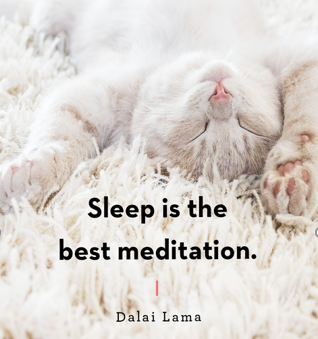 Sleep is the
best meditation.
Dalai Lama